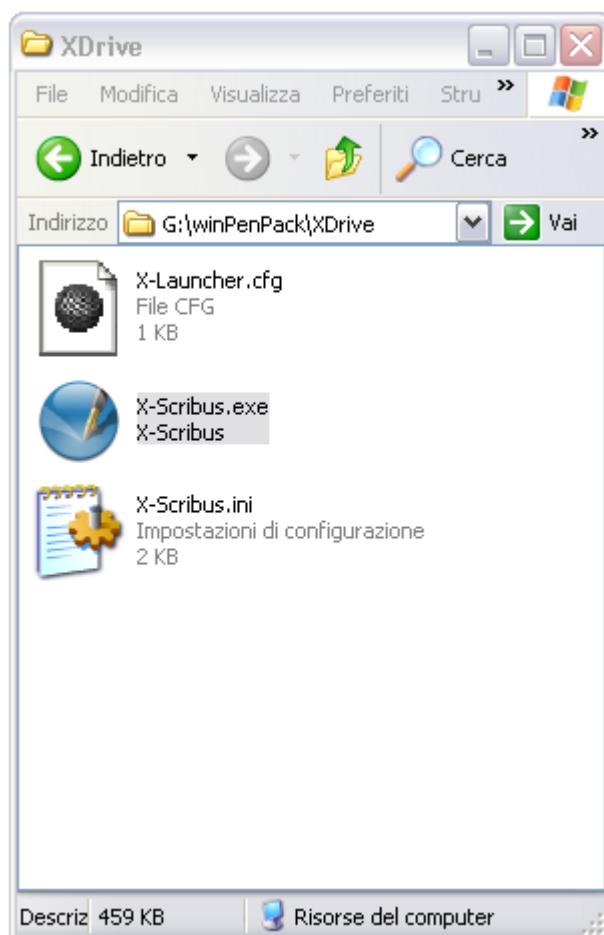 XDrive
File Modifica Visualizza Preferiti Stru »
Indietro Cerca »
Indirizzo G:\winPenPack\XDrive Vai
X-Launcher.cfg
File CFG
1 KB
X-Scribus.exe
X-Scribus
X-Scribus.ini
Impostazioni di configurazione
2 KB
Descriz 459 KB Risorse del computer